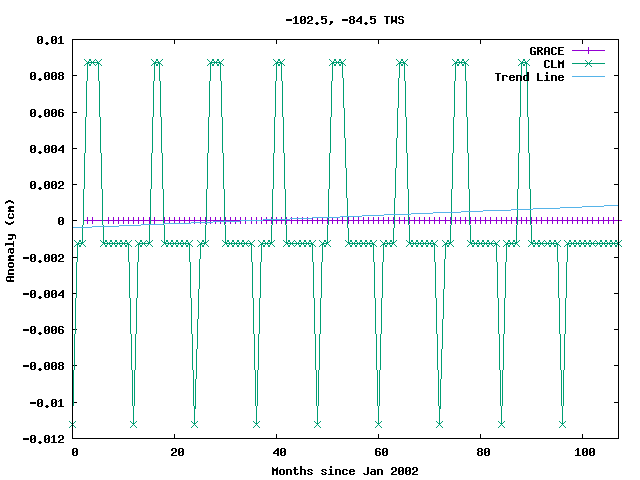 -102.5, -84.5 TWS
0.01
0.008
0.006
0.004
0.002
0
-0.002
-0.004
-0.006
-0.008
-0.01
-0.012
Anomaly (cm)
GRACE
CLM
Trend Line
0 20 40 60 80 100
Months since Jan 2002